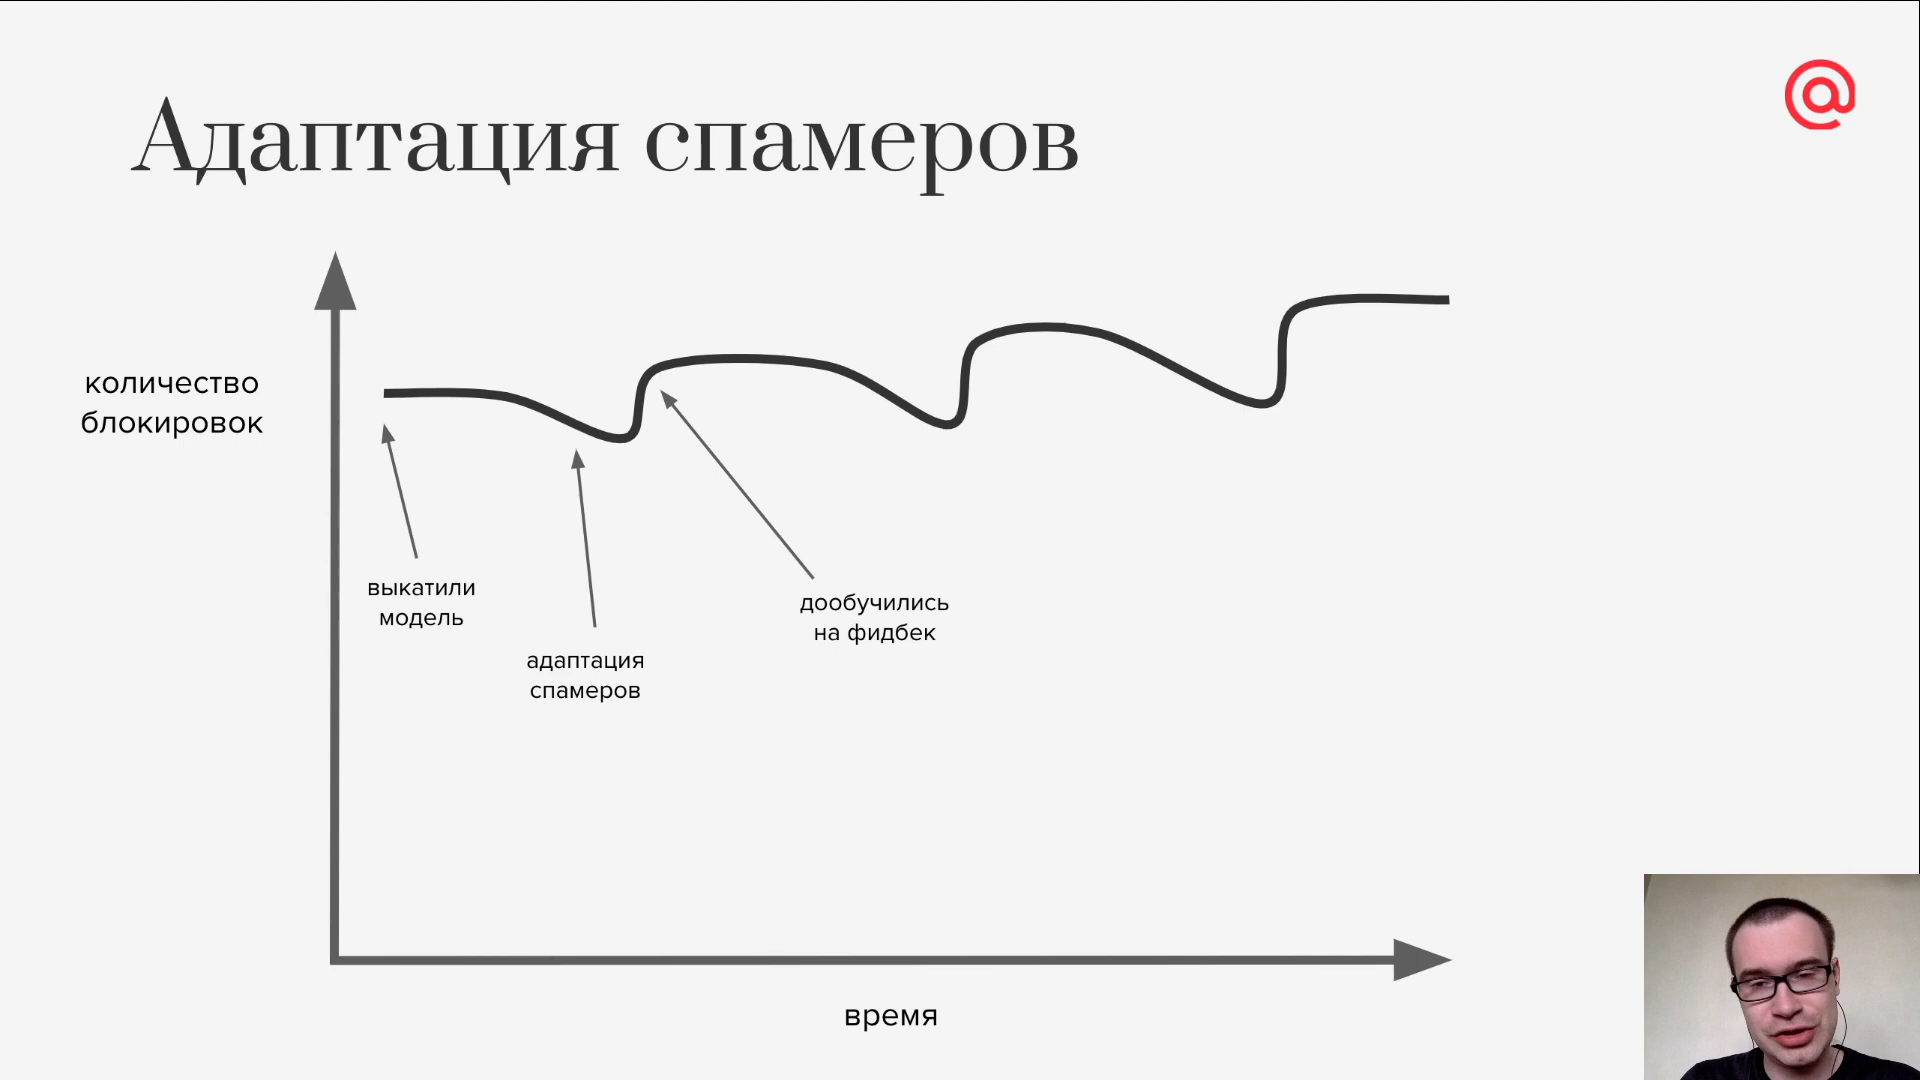 Адаптация спамеров
количество
блокировок
выкатили
модель
адаптация
спамеров
дообучились
на фидбек
время